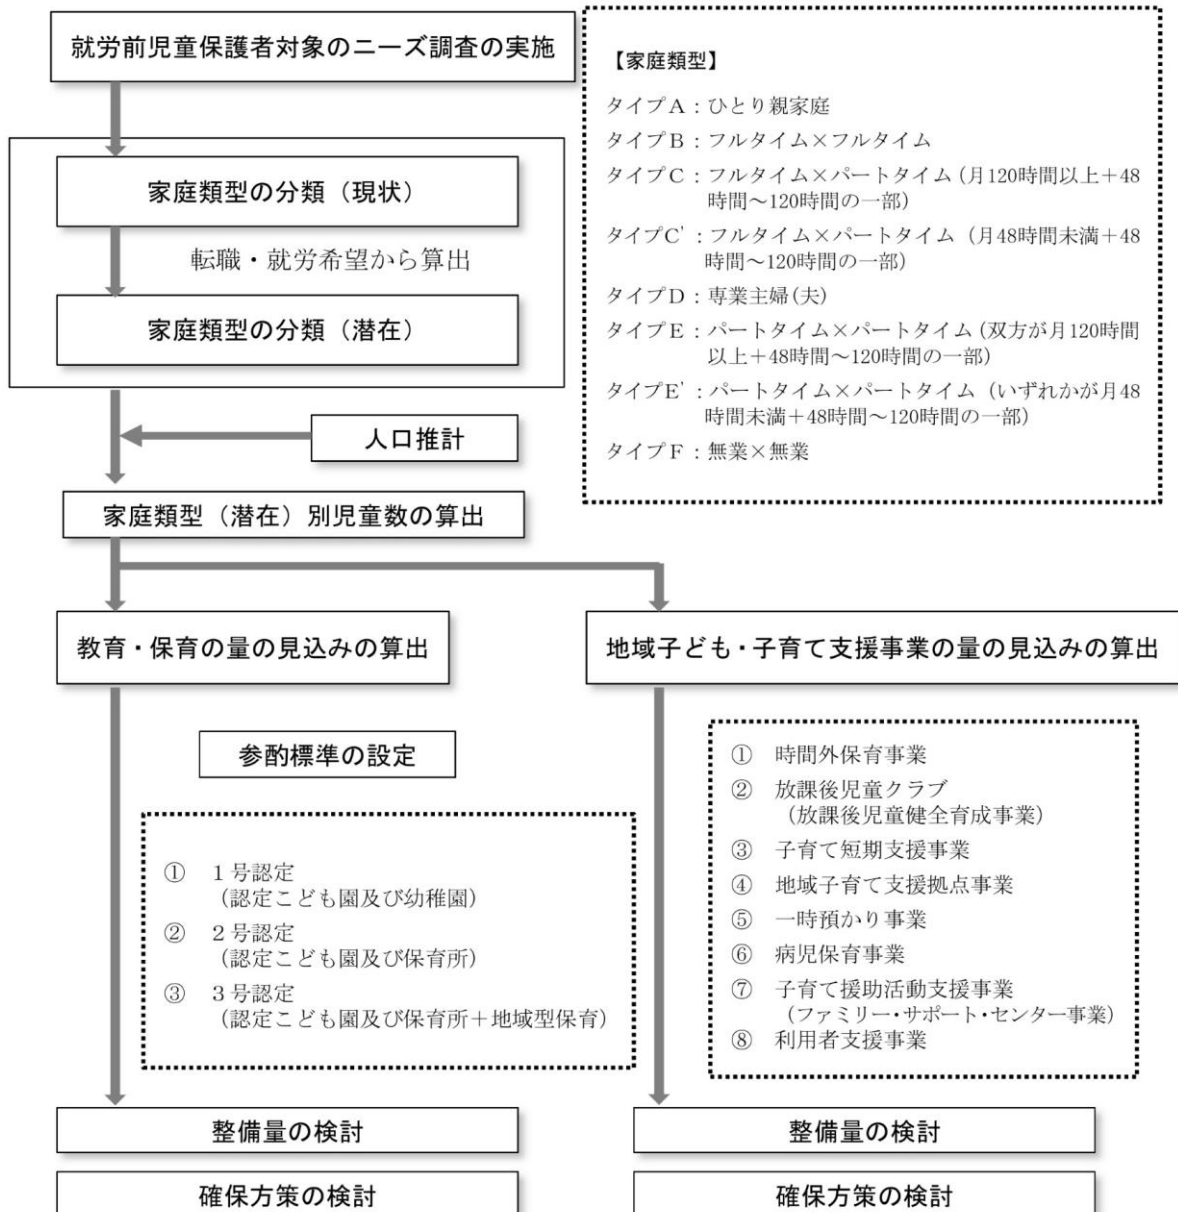 就労前児童保護者対象のニーズ調査の実施
家庭類型の分類（現状）
転職・就労希望から算出
家庭類型の分類（潜在）
人口推計
家庭類型（潜在）別児童数の算出
【家庭類型】
タイプＡ：ひとり親家庭
タイプＢ：フルタイム×フルタイム
タイプＣ：フルタイム×パートタイム（月120時間以上＋48
時間～120時間の一部）
タイプC'：フルタイム×パートタイム（月48時間未満＋48
時間～120時間の一部）
タイプＤ：専業主婦(夫)
タイプＥ：パートタイム×パートタイム（双方が月120時間
以上＋48時間～120時間の一部）
タイプE'：パートタイム×パートタイム（いずれかが月48
時間未満＋48時間～120時間の一部）
タイプＦ：無業×無業
教育・保育の量の見込みの算出
参酌標準の設定
① １号認定
（認定こども園及び幼稚園）
② ２号認定
（認定こども園及び保育所）
③ ３号認定
（認定こども園及び保育所＋地域型保育）
整備量の検討
確保方策の検討
地域子ども・子育て支援事業の量の見込みの算出
① 時間外保育事業
② 放課後児童クラブ
（放課後児童健全育成事業）
③ 子育て短期支援事業
④ 地域子育て支援拠点事業
⑤ 一時預かり事業
⑥ 病児保育事業
⑦ 子育て援助活動支援事業
（ファミリー・サポート・センター事業）
⑧ 利用者支援事業
整備量の検討
確保方策の検討